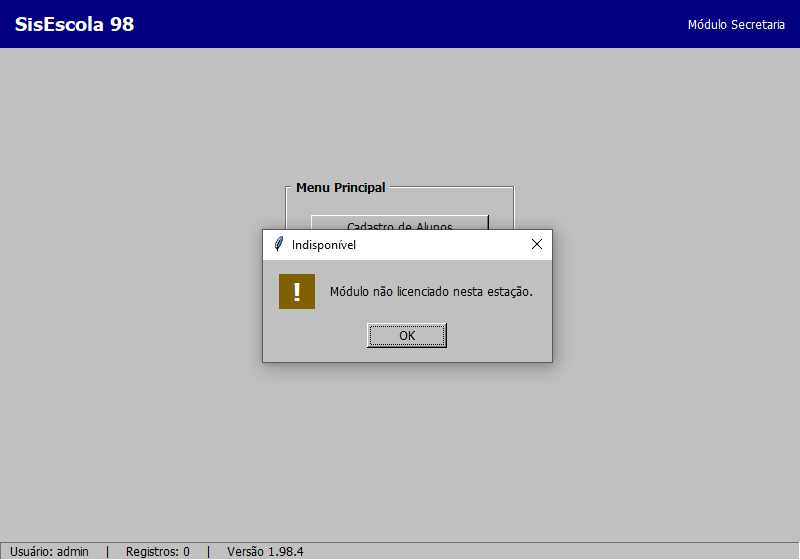 SisEscola 98
Módulo Secretaria
Menu Principal
Cadastro de Alunos
Indisponível
!
Módulo não licenciado nesta estação.
OK
Usuário: admin | Registros: 0 | Versão 1.98.4